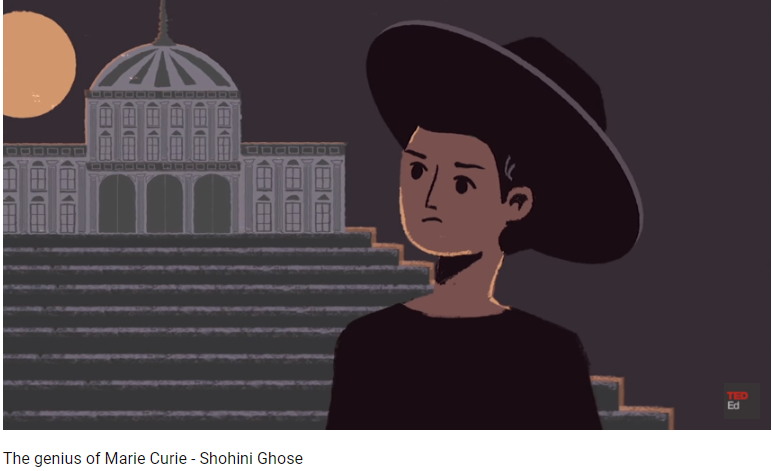 TED
Ed
The genius of Marie Curie - Shohini Ghose